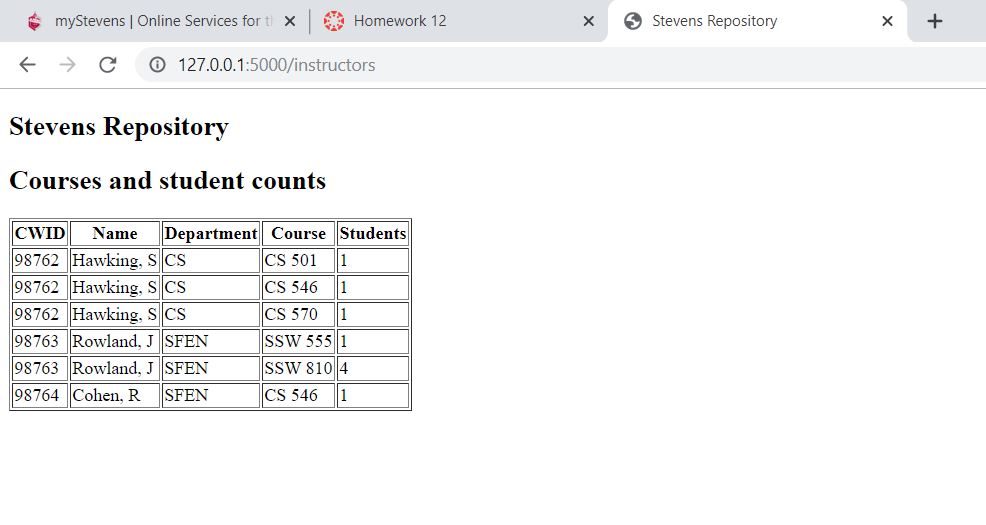 myStevens | Online Services for th
Homework 12
Stevens Repository
127.0.0.1:5000/instructors
Stevens Repository
Courses and student counts
CWID Name Department Course Students
98762 Hawking, S CS CS 501 1
98762 Hawking, S CS CS 546 1
98762 Hawking, S CS CS 570 1
98763 Rowland, J SFEN SSW 555 1
98763 Rowland, J SFEN SSW 810 4
98764 Cohen, R SFEN CS 546 1